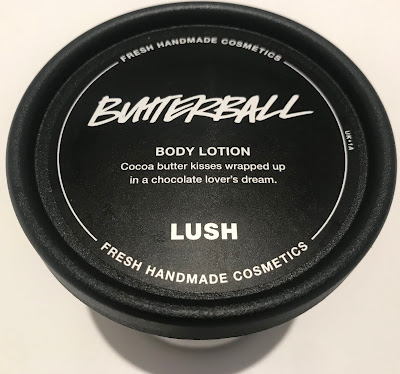 FRESH HANDMADE COSMETICS
BUTTERBALL
BODY LOTION
Cocoa butter kisses wrapped up
in a chocolate lover's dream.
LUSH
FRESH HANDMADE COSMETICS